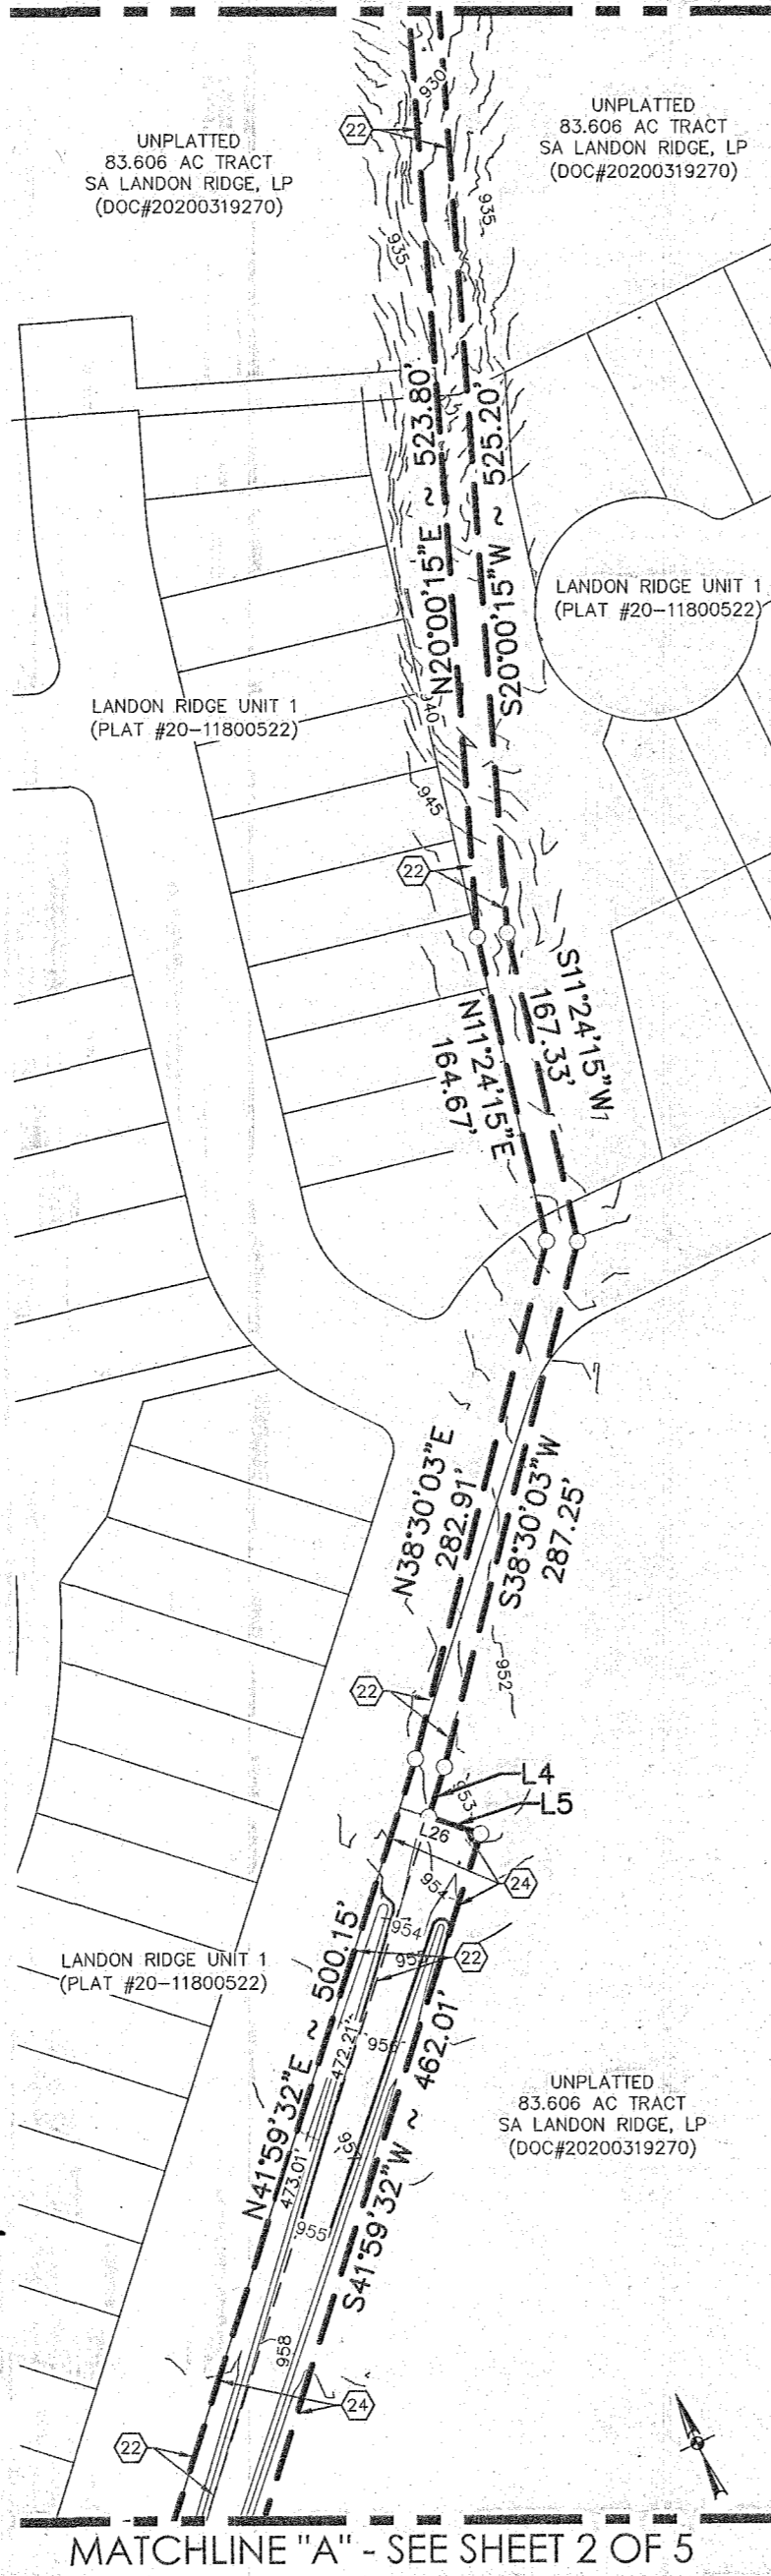 930
22
UNPLATTED
83.606 AC TRACT
SA LANDON RIDGE, LP
(DOC#20200319270)
UNPLATTED
83.606 AC TRACT
SA LANDON RIDGE, LP
(DOC#20200319270)
935
935
N20°00'15"E ~ 523.80'
S20°00'15"W ~ 525.20'
LANDON RIDGE UNIT 1
(PLAT #20-11800522)
LANDON RIDGE UNIT 1
(PLAT #20-11800522)
940
945
22
S11°24'15"W
167.33'
N11°24'15"E
164.67'
N38°30'03"E
282.91'
S38°30'03"W
287.25'
952
22
L4
953
L5
L26
954
24
954
955
22
LANDON RIDGE UNIT 1
(PLAT #20-11800522)
N41°59'32"E ~ 500.15'
472.21'
956
S41°59'32"W ~ 462.01'
957
473.01'
955
UNPLATTED
83.606 AC TRACT
SA LANDON RIDGE, LP
(DOC#20200319270)
958
24
22
MATCHLINE "A" - SEE SHEET 2 OF 5